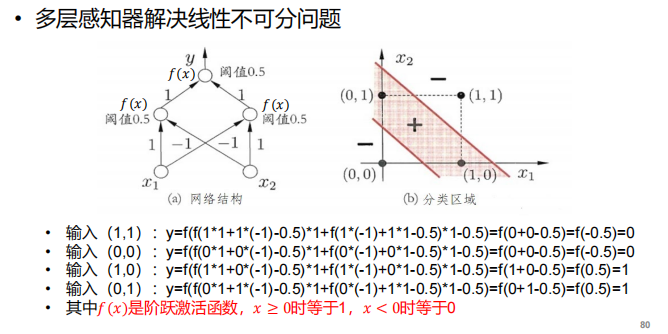 • 多层感知器解决线性不可分问题
y
f(x) 阈值0.5
1 1
f(x) f(x)
阈值0.5 阈值0.5
1 -1 -1 1
x₁ x₂
(a) 网络结构
x₂
(0,1) − (1,1)
+
−
(0,0) (1,0) x₁
(b) 分类区域
• 输入（1,1）：y=f(f(1*1+1*(-1)-0.5)*1+f(1*(-1)+1*1-0.5)*1-0.5)=f(0+0-0.5)=f(-0.5)=0
• 输入（0,0）：y=f(f(0*1+0*(-1)-0.5)*1+f(0*(-1)+0*1-0.5)*1-0.5)=f(0+0-0.5)=f(-0.5)=0
• 输入（1,0）：y=f(f(1*1+0*(-1)-0.5)*1+f(1*(-1)+0*1-0.5)*1-0.5)=f(1+0-0.5)=f(0.5)=1
• 输入（0,1）：y=f(f(0*1+1*(-1)-0.5)*1+f(0*(-1)+1*1-0.5)*1-0.5)=f(0+1-0.5)=f(0.5)=1
• 其中f(x)是阶跃激活函数，x ≥ 0时等于1，x < 0时等于0
80